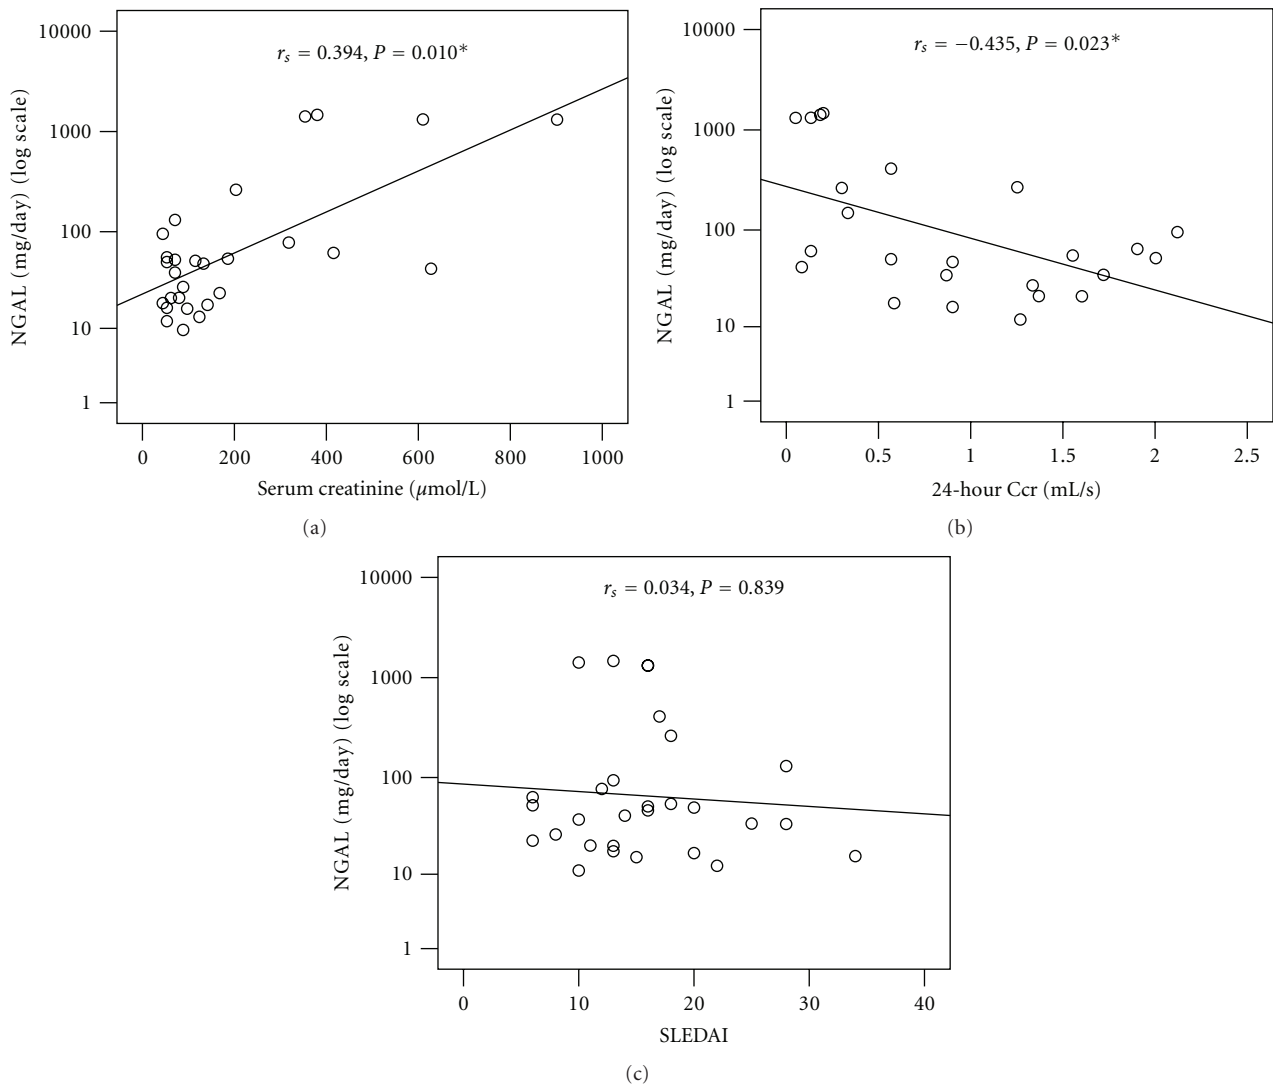 r_s = 0.394, P = 0.010*
NGAL (mg/day) (log scale)
10000
1000
100
10
1
0 200 400 600 800 1000
Serum creatinine (μmol/L)
(a)
r_s = −0.435, P = 0.023*
NGAL (mg/day) (log scale)
10000
1000
100
10
1
0 0.5 1 1.5 2 2.5
24-hour Ccr (mL/s)
(b)
r_s = 0.034, P = 0.839
NGAL (mg/day) (log scale)
10000
1000
100
10
1
0 10 20 30 40
SLEDAI
(c)